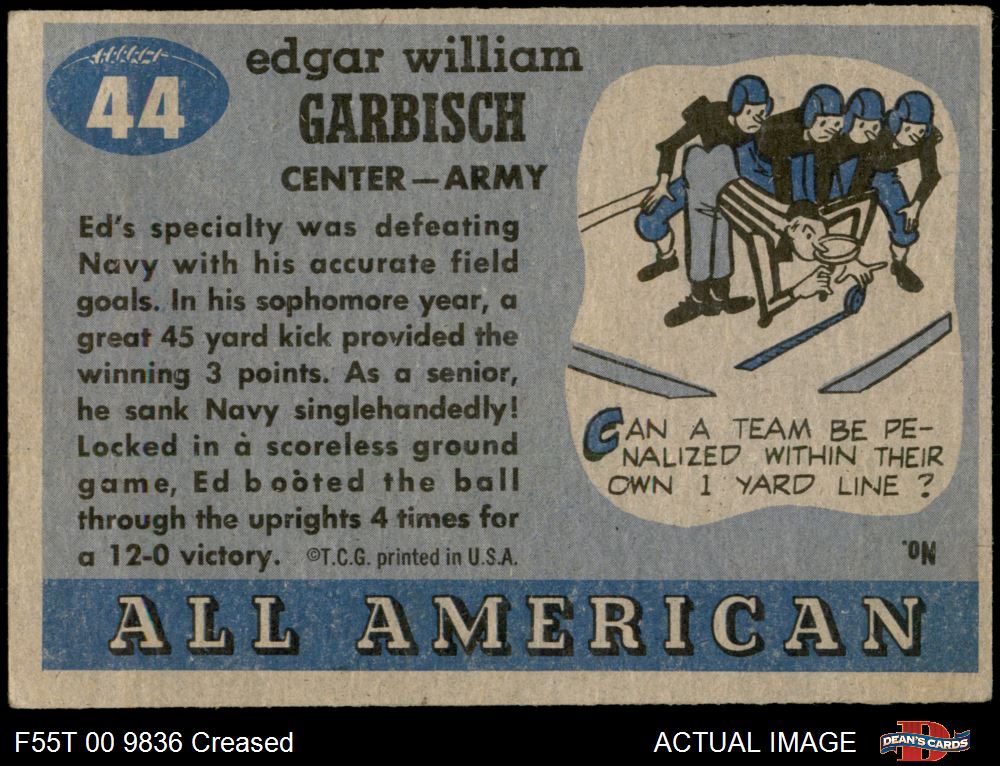 44
edgar william
GARBISCH
CENTER—ARMY
Ed's specialty was defeating
Navy with his accurate field
goals. In his sophomore year, a
great 45 yard kick provided the
winning 3 points. As a senior,
he sank Navy singlehandedly!
Locked in a scoreless ground
game, Ed booted the ball
through the uprights 4 times for
a 12-0 victory. ©T.C.G. printed in U.S.A.
CAN A TEAM BE PE-
NALIZED WITHIN THEIR
OWN 1 YARD LINE?
NO.
ALL AMERICAN
F55T 00 9836 Creased
ACTUAL IMAGE
D
DEAN'S CARDS